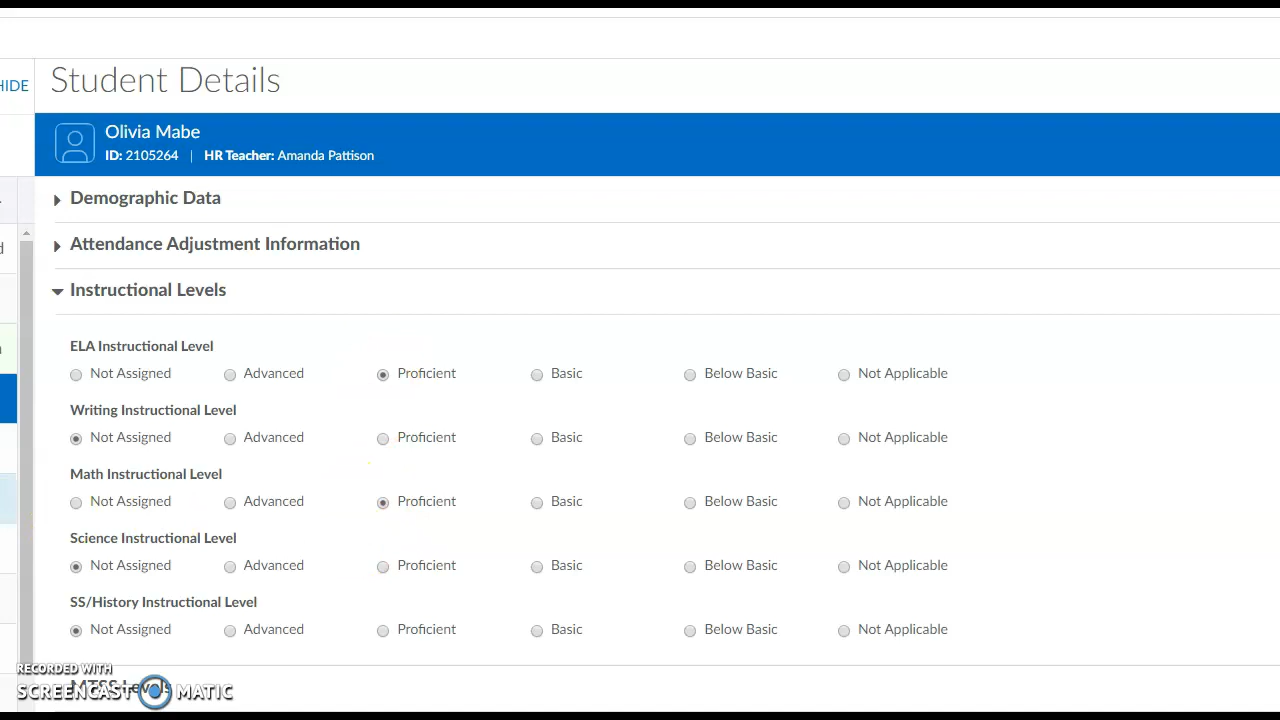 Student Details
HIDE
Olivia Mabe
ID: 2105264 | HR Teacher: Amanda Pattison
Demographic Data
Attendance Adjustment Information
Instructional Levels
ELA Instructional Level
Not Assigned Advanced Proficient Basic Below Basic Not Applicable
Writing Instructional Level
Not Assigned Advanced Proficient Basic Below Basic Not Applicable
Math Instructional Level
Not Assigned Advanced Proficient Basic Below Basic Not Applicable
Science Instructional Level
Not Assigned Advanced Proficient Basic Below Basic Not Applicable
SS/History Instructional Level
Not Assigned Advanced Proficient Basic Below Basic Not Applicable
MTSS Levels
RECORDED WITH
SCREENCAST MATIC